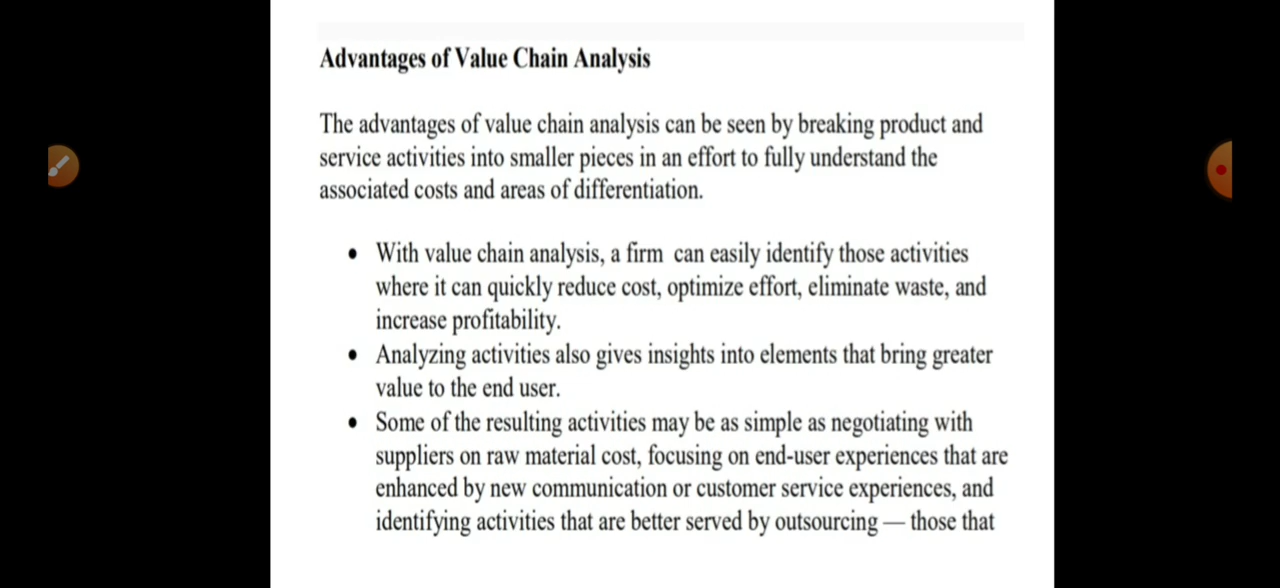 Advantages of Value Chain Analysis
The advantages of value chain analysis can be seen by breaking product and
service activities into smaller pieces in an effort to fully understand the
associated costs and areas of differentiation.
• With value chain analysis, a firm can easily identify those activities
where it can quickly reduce cost, optimize effort, eliminate waste, and
increase profitability.
• Analyzing activities also gives insights into elements that bring greater
value to the end user.
• Some of the resulting activities may be as simple as negotiating with
suppliers on raw material cost, focusing on end-user experiences that are
enhanced by new communication or customer service experiences, and
identifying activities that are better served by outsourcing — those that